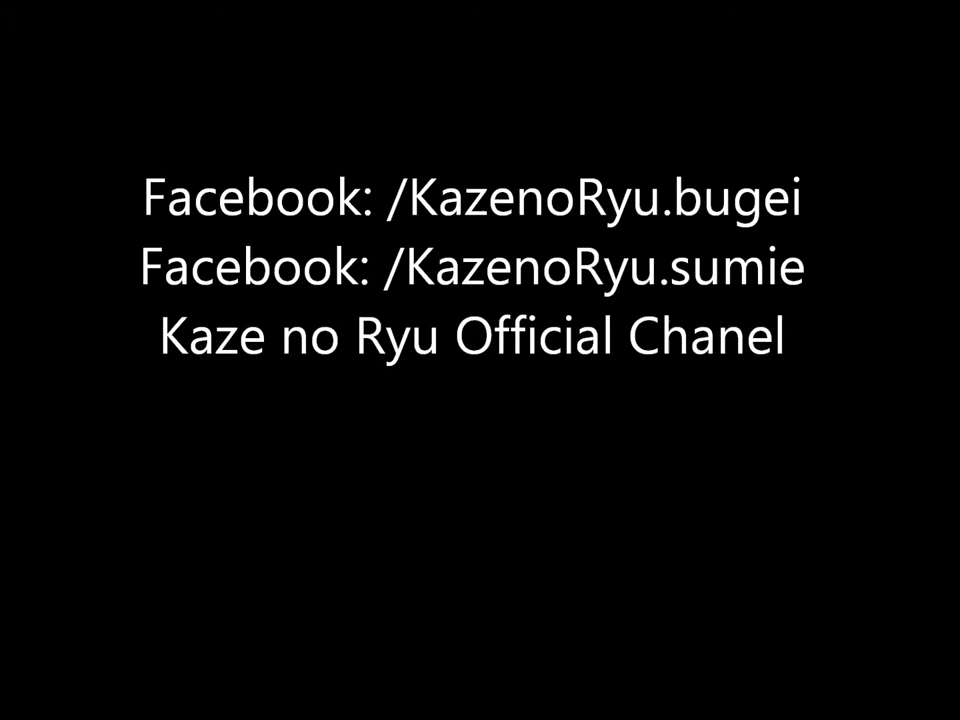 Facebook: /KazenoRyu.bugei
Facebook: /KazenoRyu.sumie
Kaze no Ryu Official Chanel